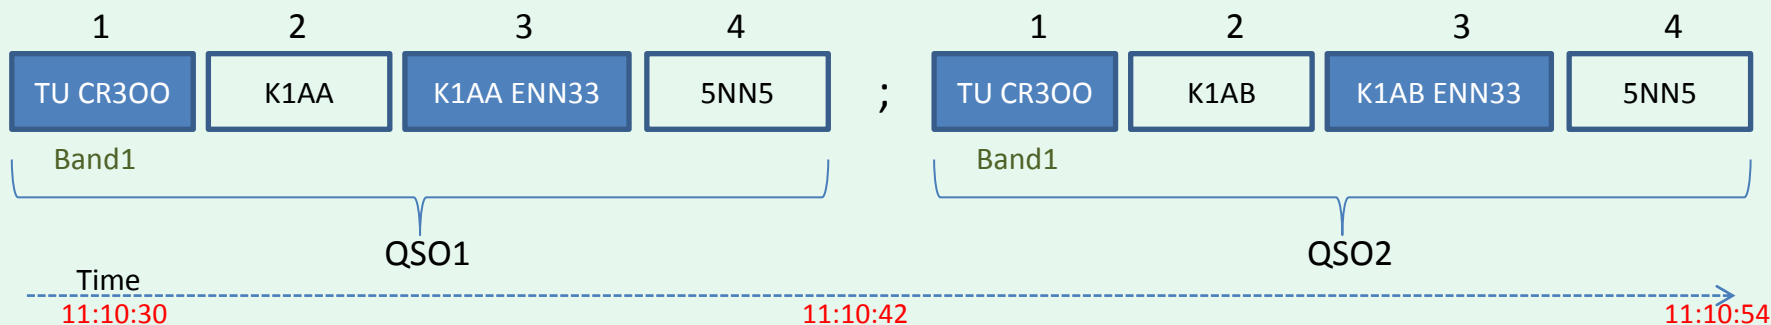 1 2 3 4 1 2 3 4
TU CR3OO K1AA K1AA ENN33 5NN5 ; TU CR3OO K1AB K1AB ENN33 5NN5
Band1 Band1
QSO1 QSO2
Time
11:10:30 11:10:42 11:10:54